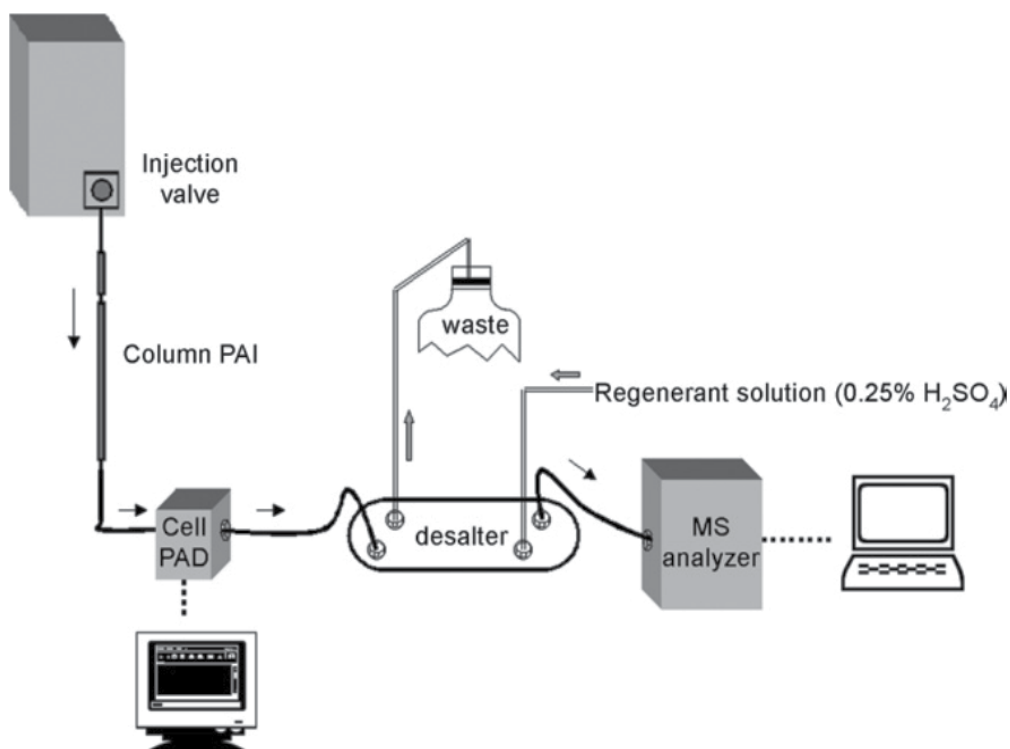 Injection
valve
waste
Column PAI
Regenerant solution (0.25% H₂SO₄)
Cell
PAD
desalter
MS
analyzer